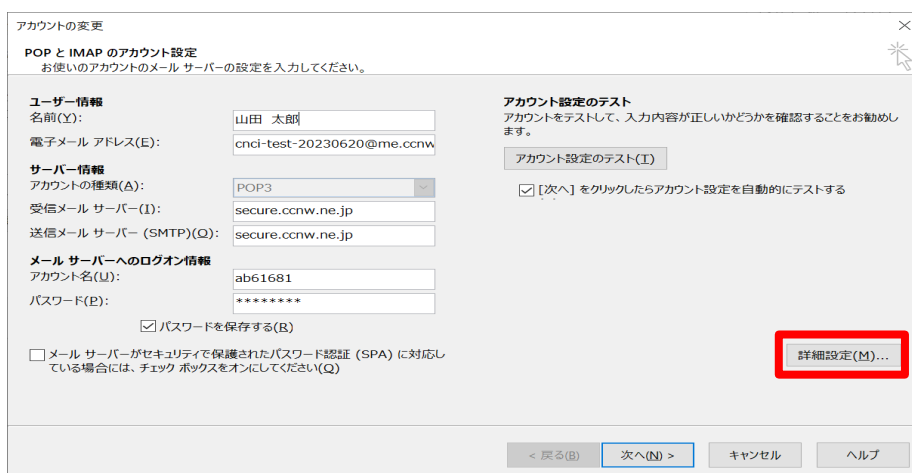 アカウントの変更
POP と IMAP のアカウント設定
お使いのアカウントのメール サーバーの設定を入力してください。
ユーザー情報
名前(Y):
山田 太郎
電子メール アドレス(E):
cnci-test-20230620@me.ccnw
サーバー情報
アカウントの種類(A):
POP3
受信メール サーバー(I):
secure.ccnw.ne.jp
送信メール サーバー (SMTP)(O):
secure.ccnw.ne.jp
メール サーバーへのログオン情報
アカウント名(U):
ab61681
パスワード(P):
********
パスワードを保存する(R)
メール サーバーがセキュリティで保護されたパスワード認証 (SPA) に対応し
ている場合には、チェック ボックスをオンにしてください(Q)
アカウント設定のテスト
アカウントをテストして、入力内容が正しいかどうかを確認することをお勧めし
ます。
アカウント設定のテスト(T)
[次へ] をクリックしたらアカウント設定を自動的にテストする
詳細設定(M)...
< 戻る(B)
次へ(N) >
キャンセル
ヘルプ